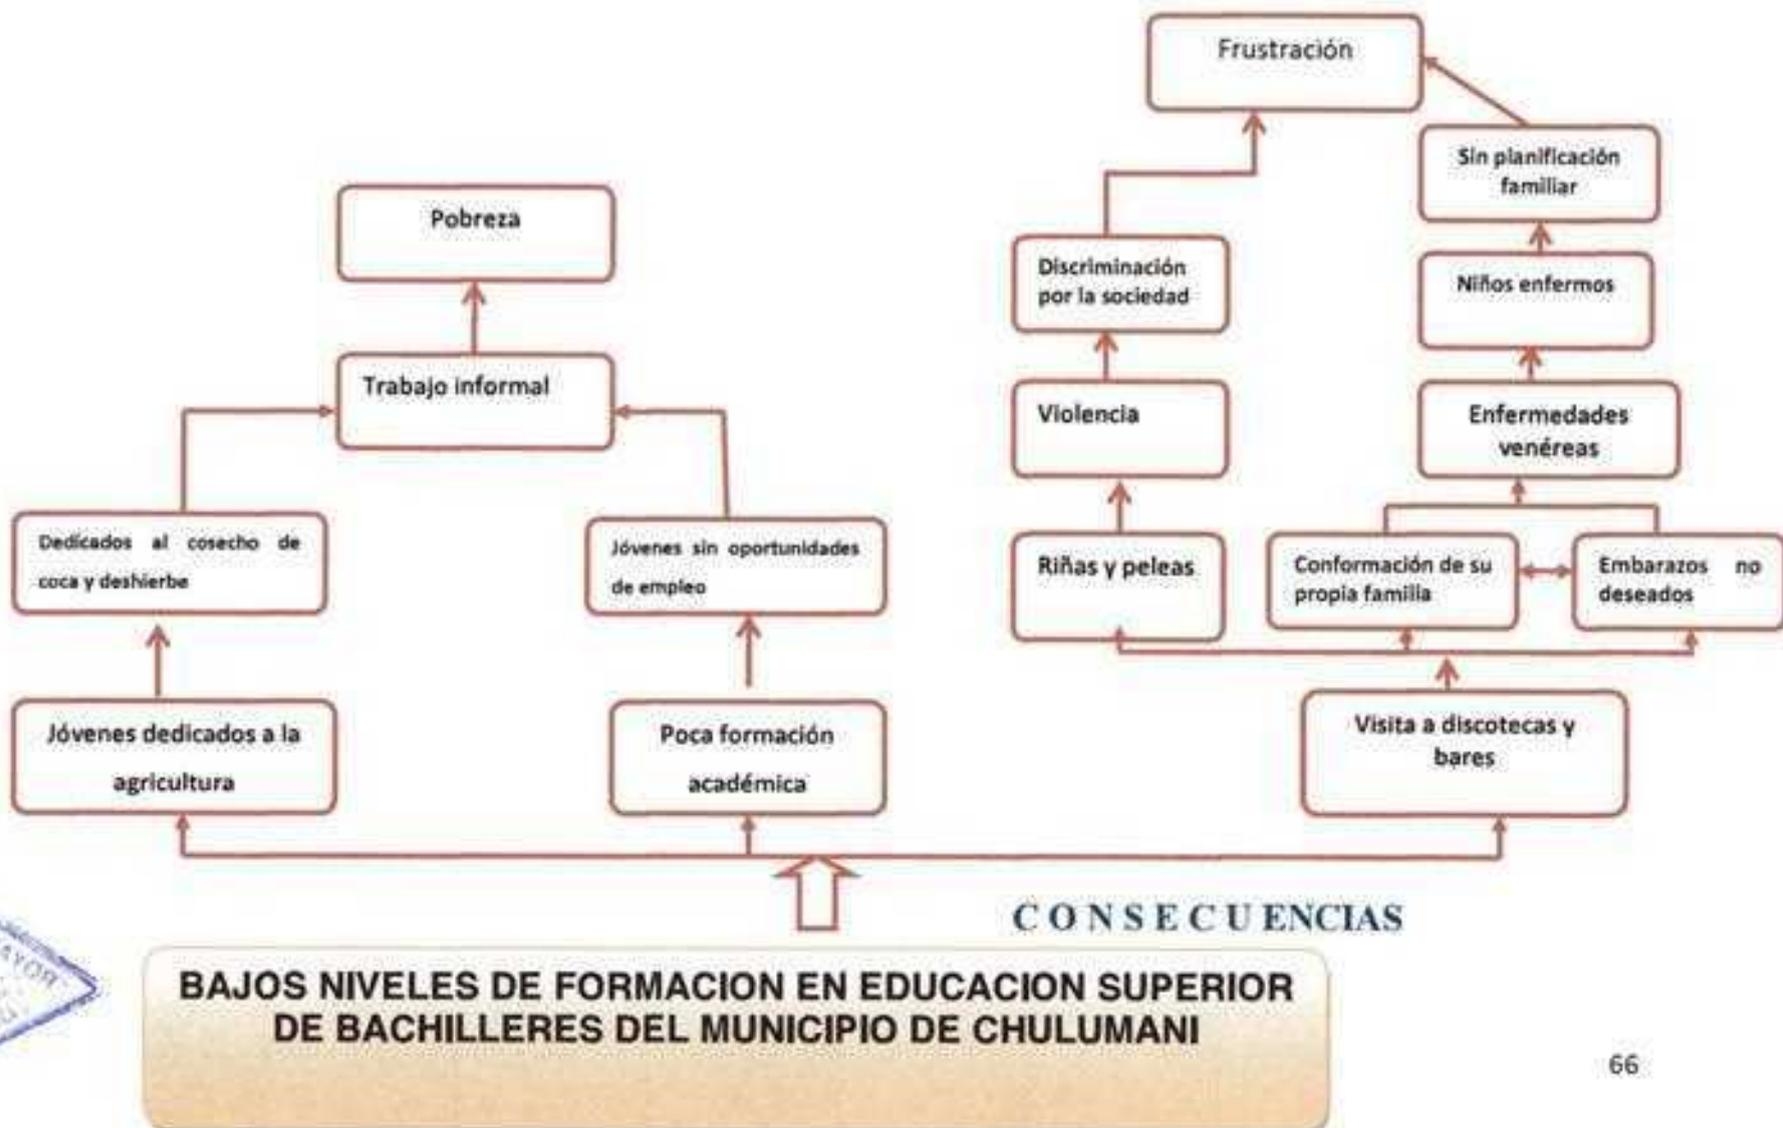 Frustración
Sin planificación
familiar
Pobreza
Discriminación
por la sociedad
Niños enfermos
Trabajo informal
Violencia
Enfermedades
venéreas
Dedicados al cosecho de
coca y deshierbe
Jóvenes sin oportunidades
de empleo
Riñas y peleas
Conformación de su
propia familia
Embarazos no
deseados
Jóvenes dedicados a la
agricultura
Poca formación
académica
Visita a discotecas y
bares
CONSECUENCIAS
BAJOS NIVELES DE FORMACION EN EDUCACION SUPERIOR
DE BACHILLERES DEL MUNICIPIO DE CHULUMANI
66